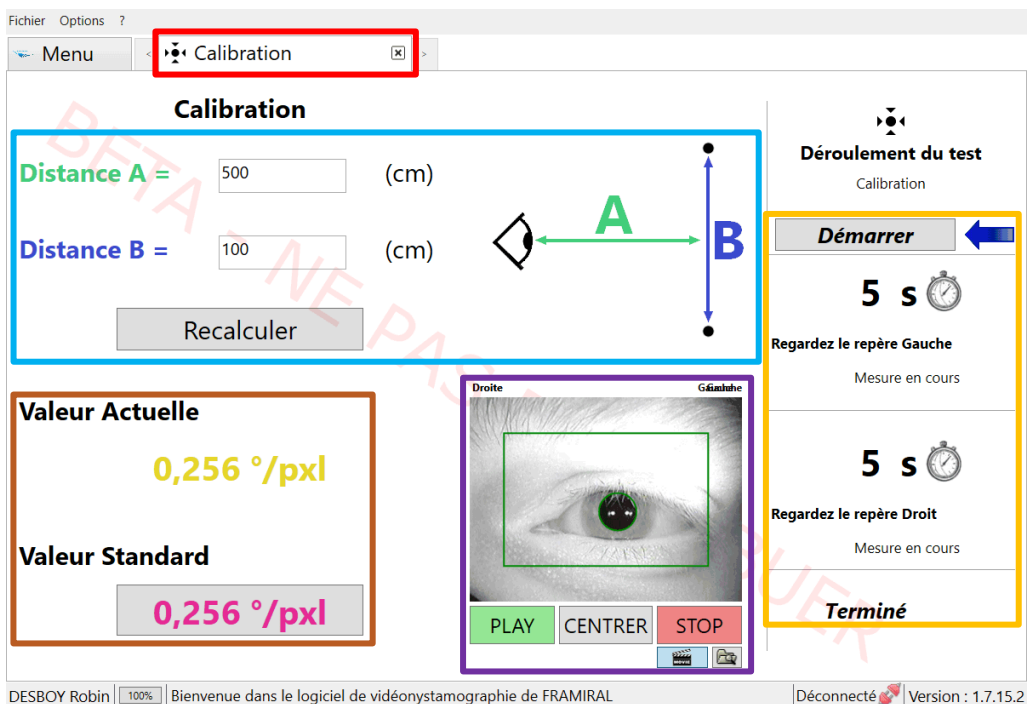 Fichier Options ?
Menu < Calibration >
Calibration
Distance A = 500 (cm)
Distance B = 100 (cm)
A
B
Recalculer
Valeur Actuelle
0,256 °/pxl
Valeur Standard
0,256 °/pxl
Droite
PLAY CENTRER STOP
Déroulement du test
Calibration
Démarrer
5 s
Regardez le repère Gauche
Mesure en cours
5 s
Regardez le repère Droit
Mesure en cours
Terminé
DESBOY Robin 100% Bienvenue dans le logiciel de vidéonystamographie de FRAMIRAL Déconnecté Version : 1.7.15.2
BETA - NE PAS